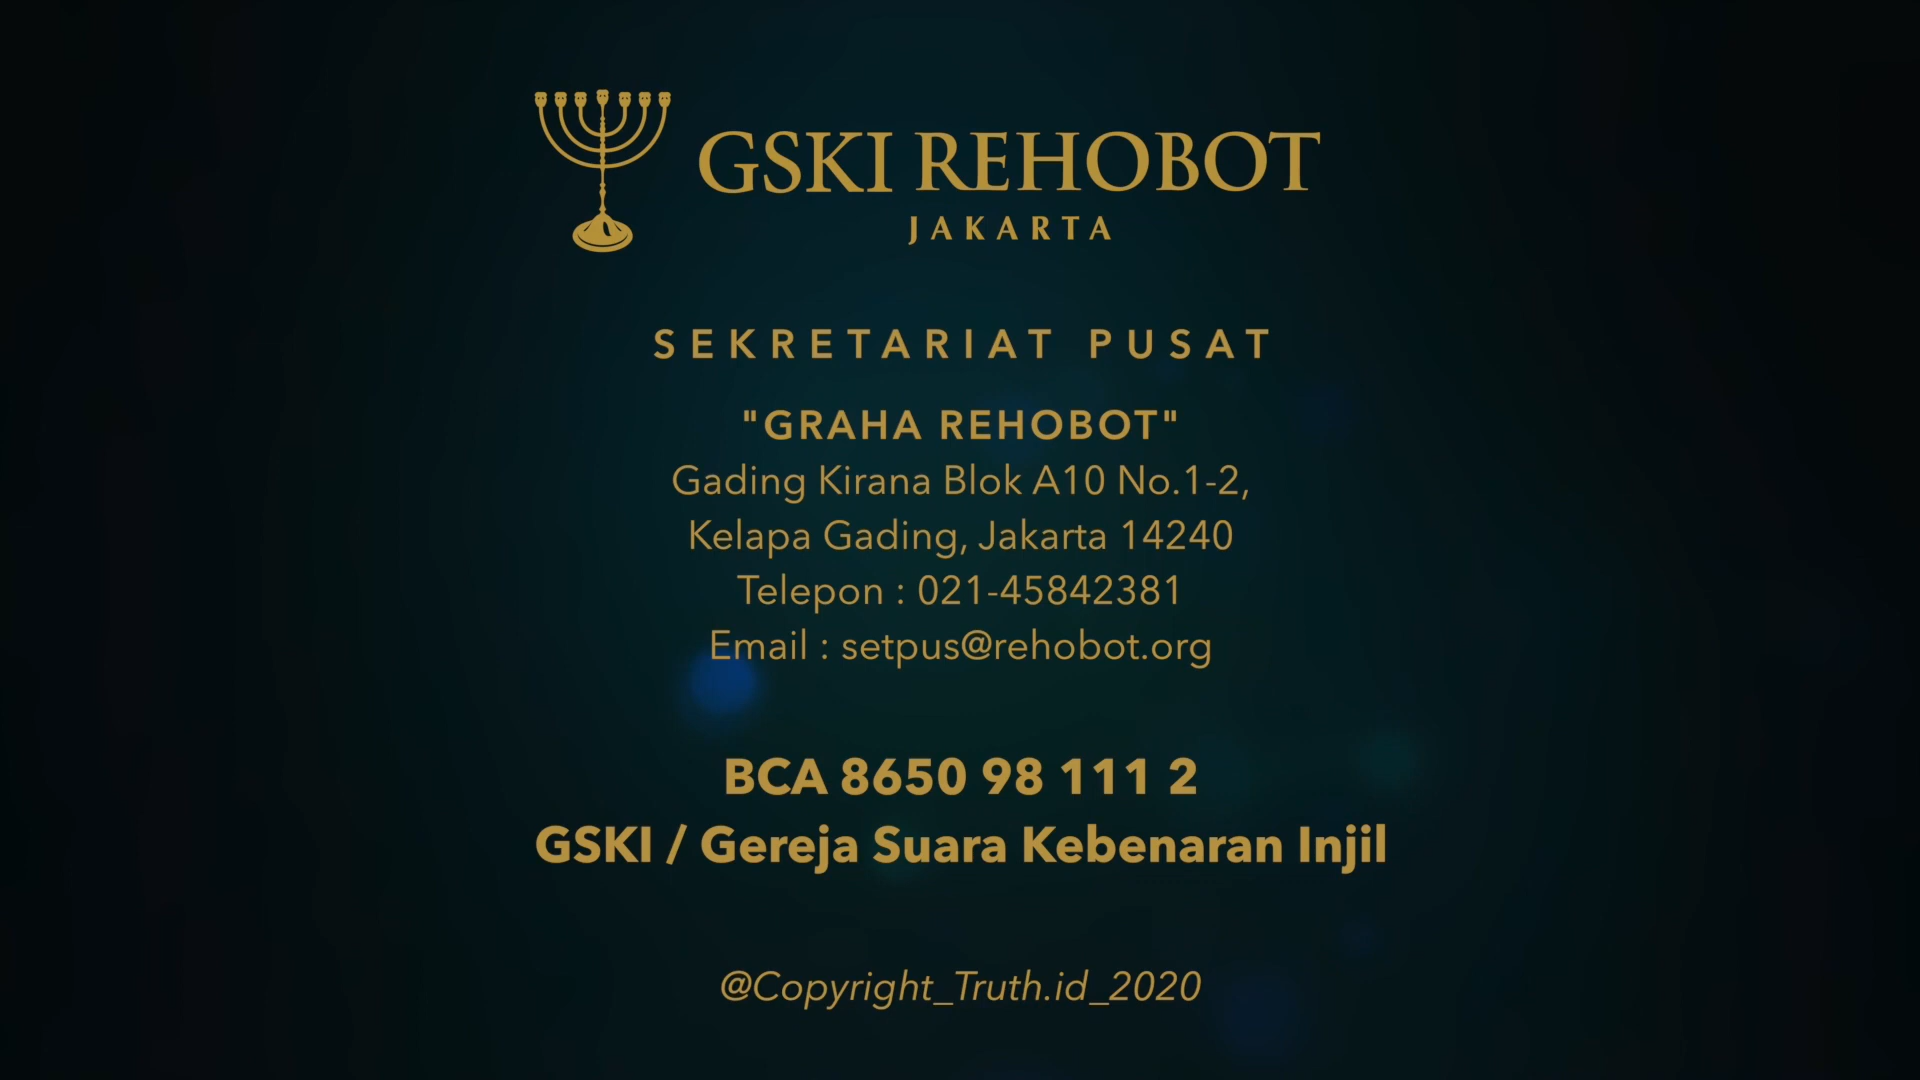 GSKI REHOBOT
JAKARTA
SEKRETARIAT PUSAT
"GRAHA REHOBOT"
Gading Kirana Blok A10 No.1-2,
Kelapa Gading, Jakarta 14240
Telepon : 021-45842381
Email : setpus@rehobot.org
BCA 8650 98 111 2
GSKI / Gereja Suara Kebenaran Injil
@Copyright_Truth.id_2020